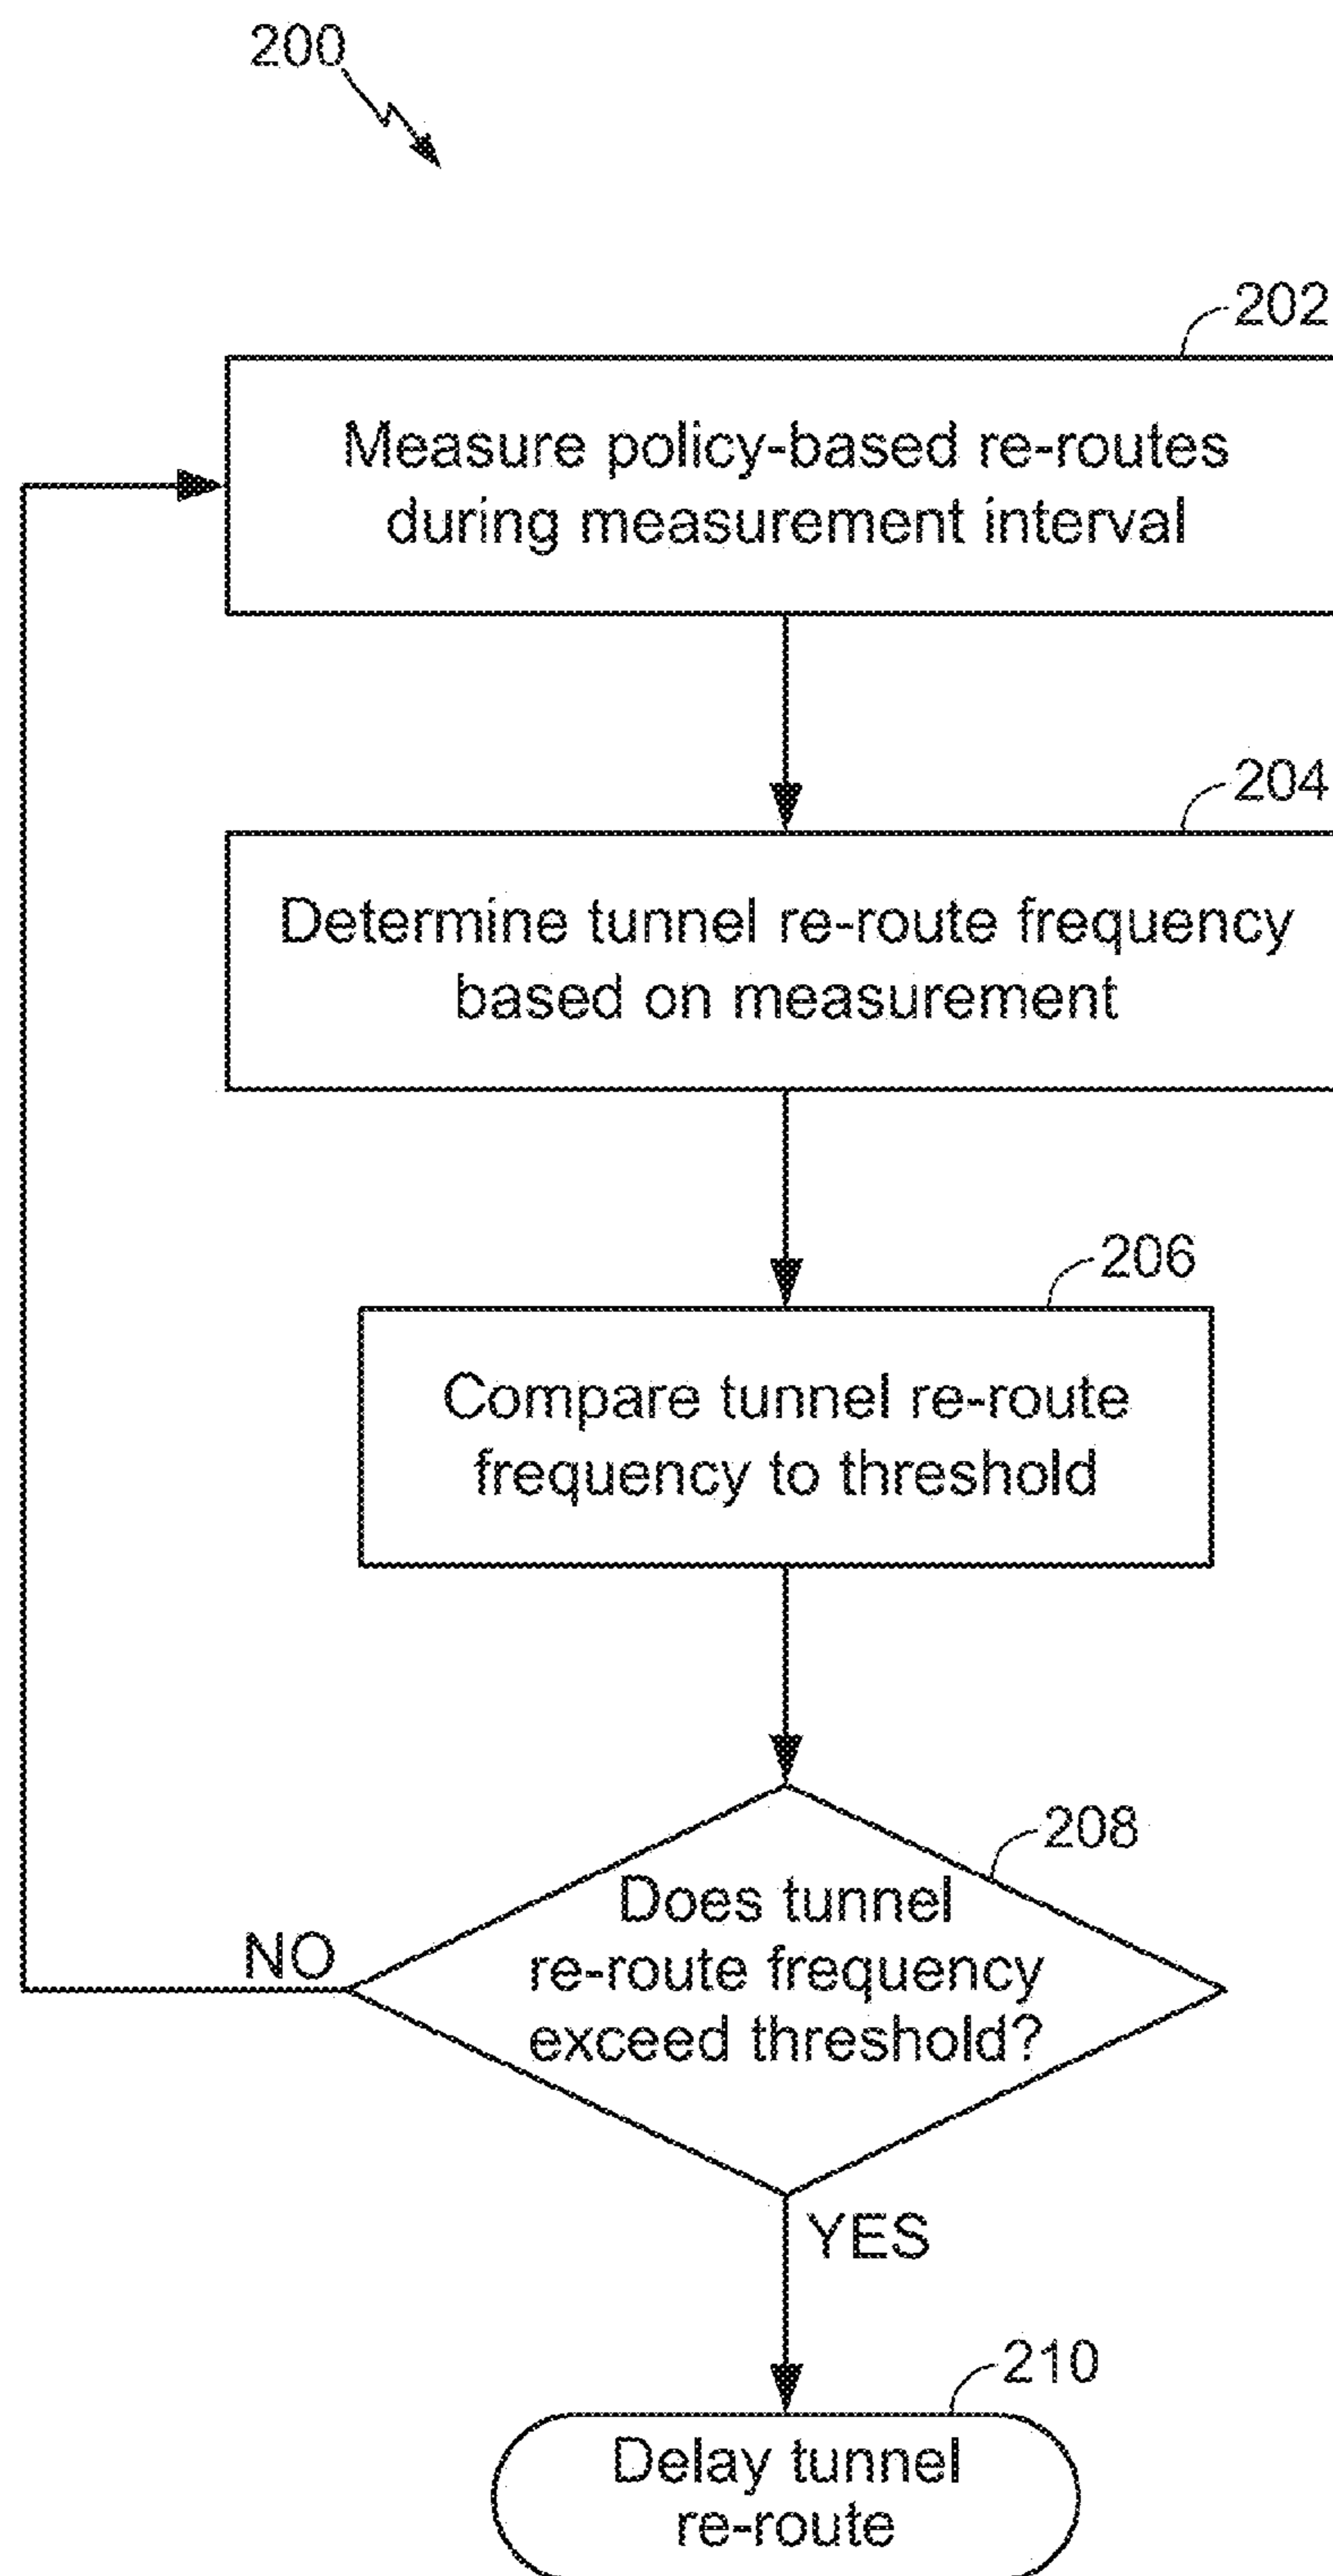 200
202
Measure policy-based re-routes
during measurement interval
204
Determine tunnel re-route frequency
based on measurement
206
Compare tunnel re-route
frequency to threshold
208
Does tunnel
re-route frequency
exceed threshold?
NO
YES
210
Delay tunnel
re-route